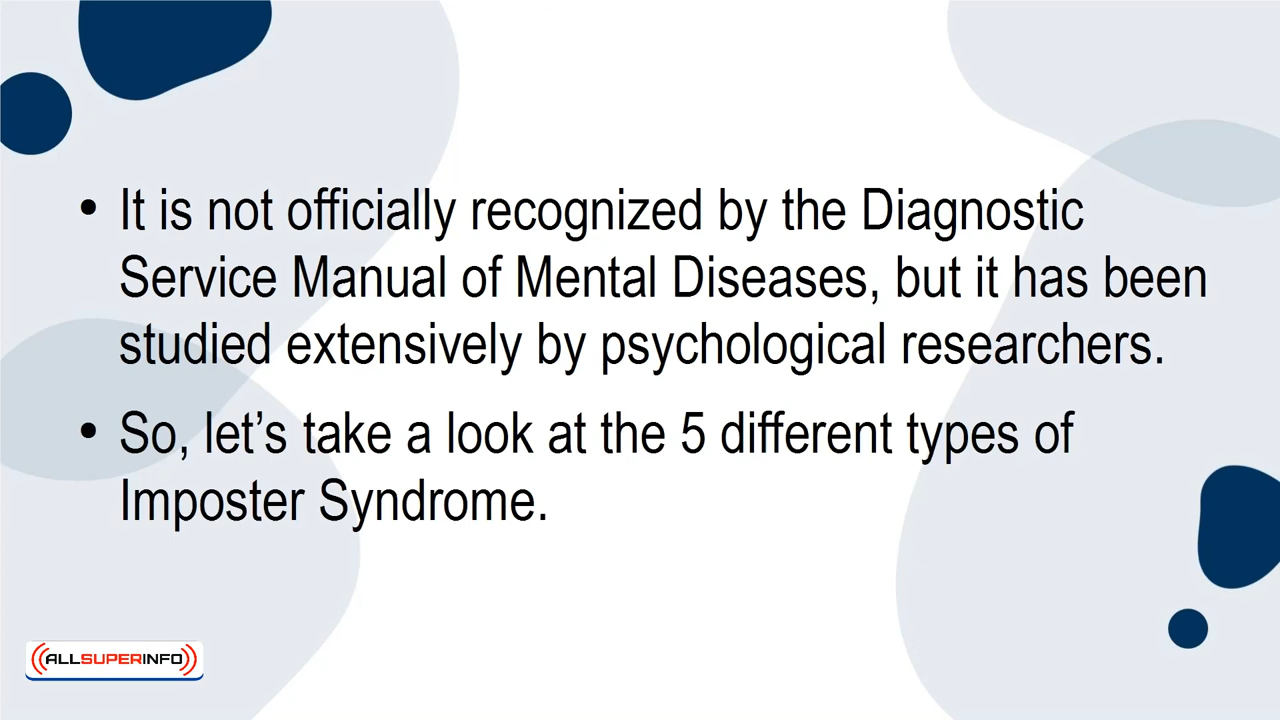 • It is not officially recognized by the Diagnostic
Service Manual of Mental Diseases, but it has been
studied extensively by psychological researchers.
• So, let’s take a look at the 5 different types of
Imposter Syndrome.
ALLSUPERINFO